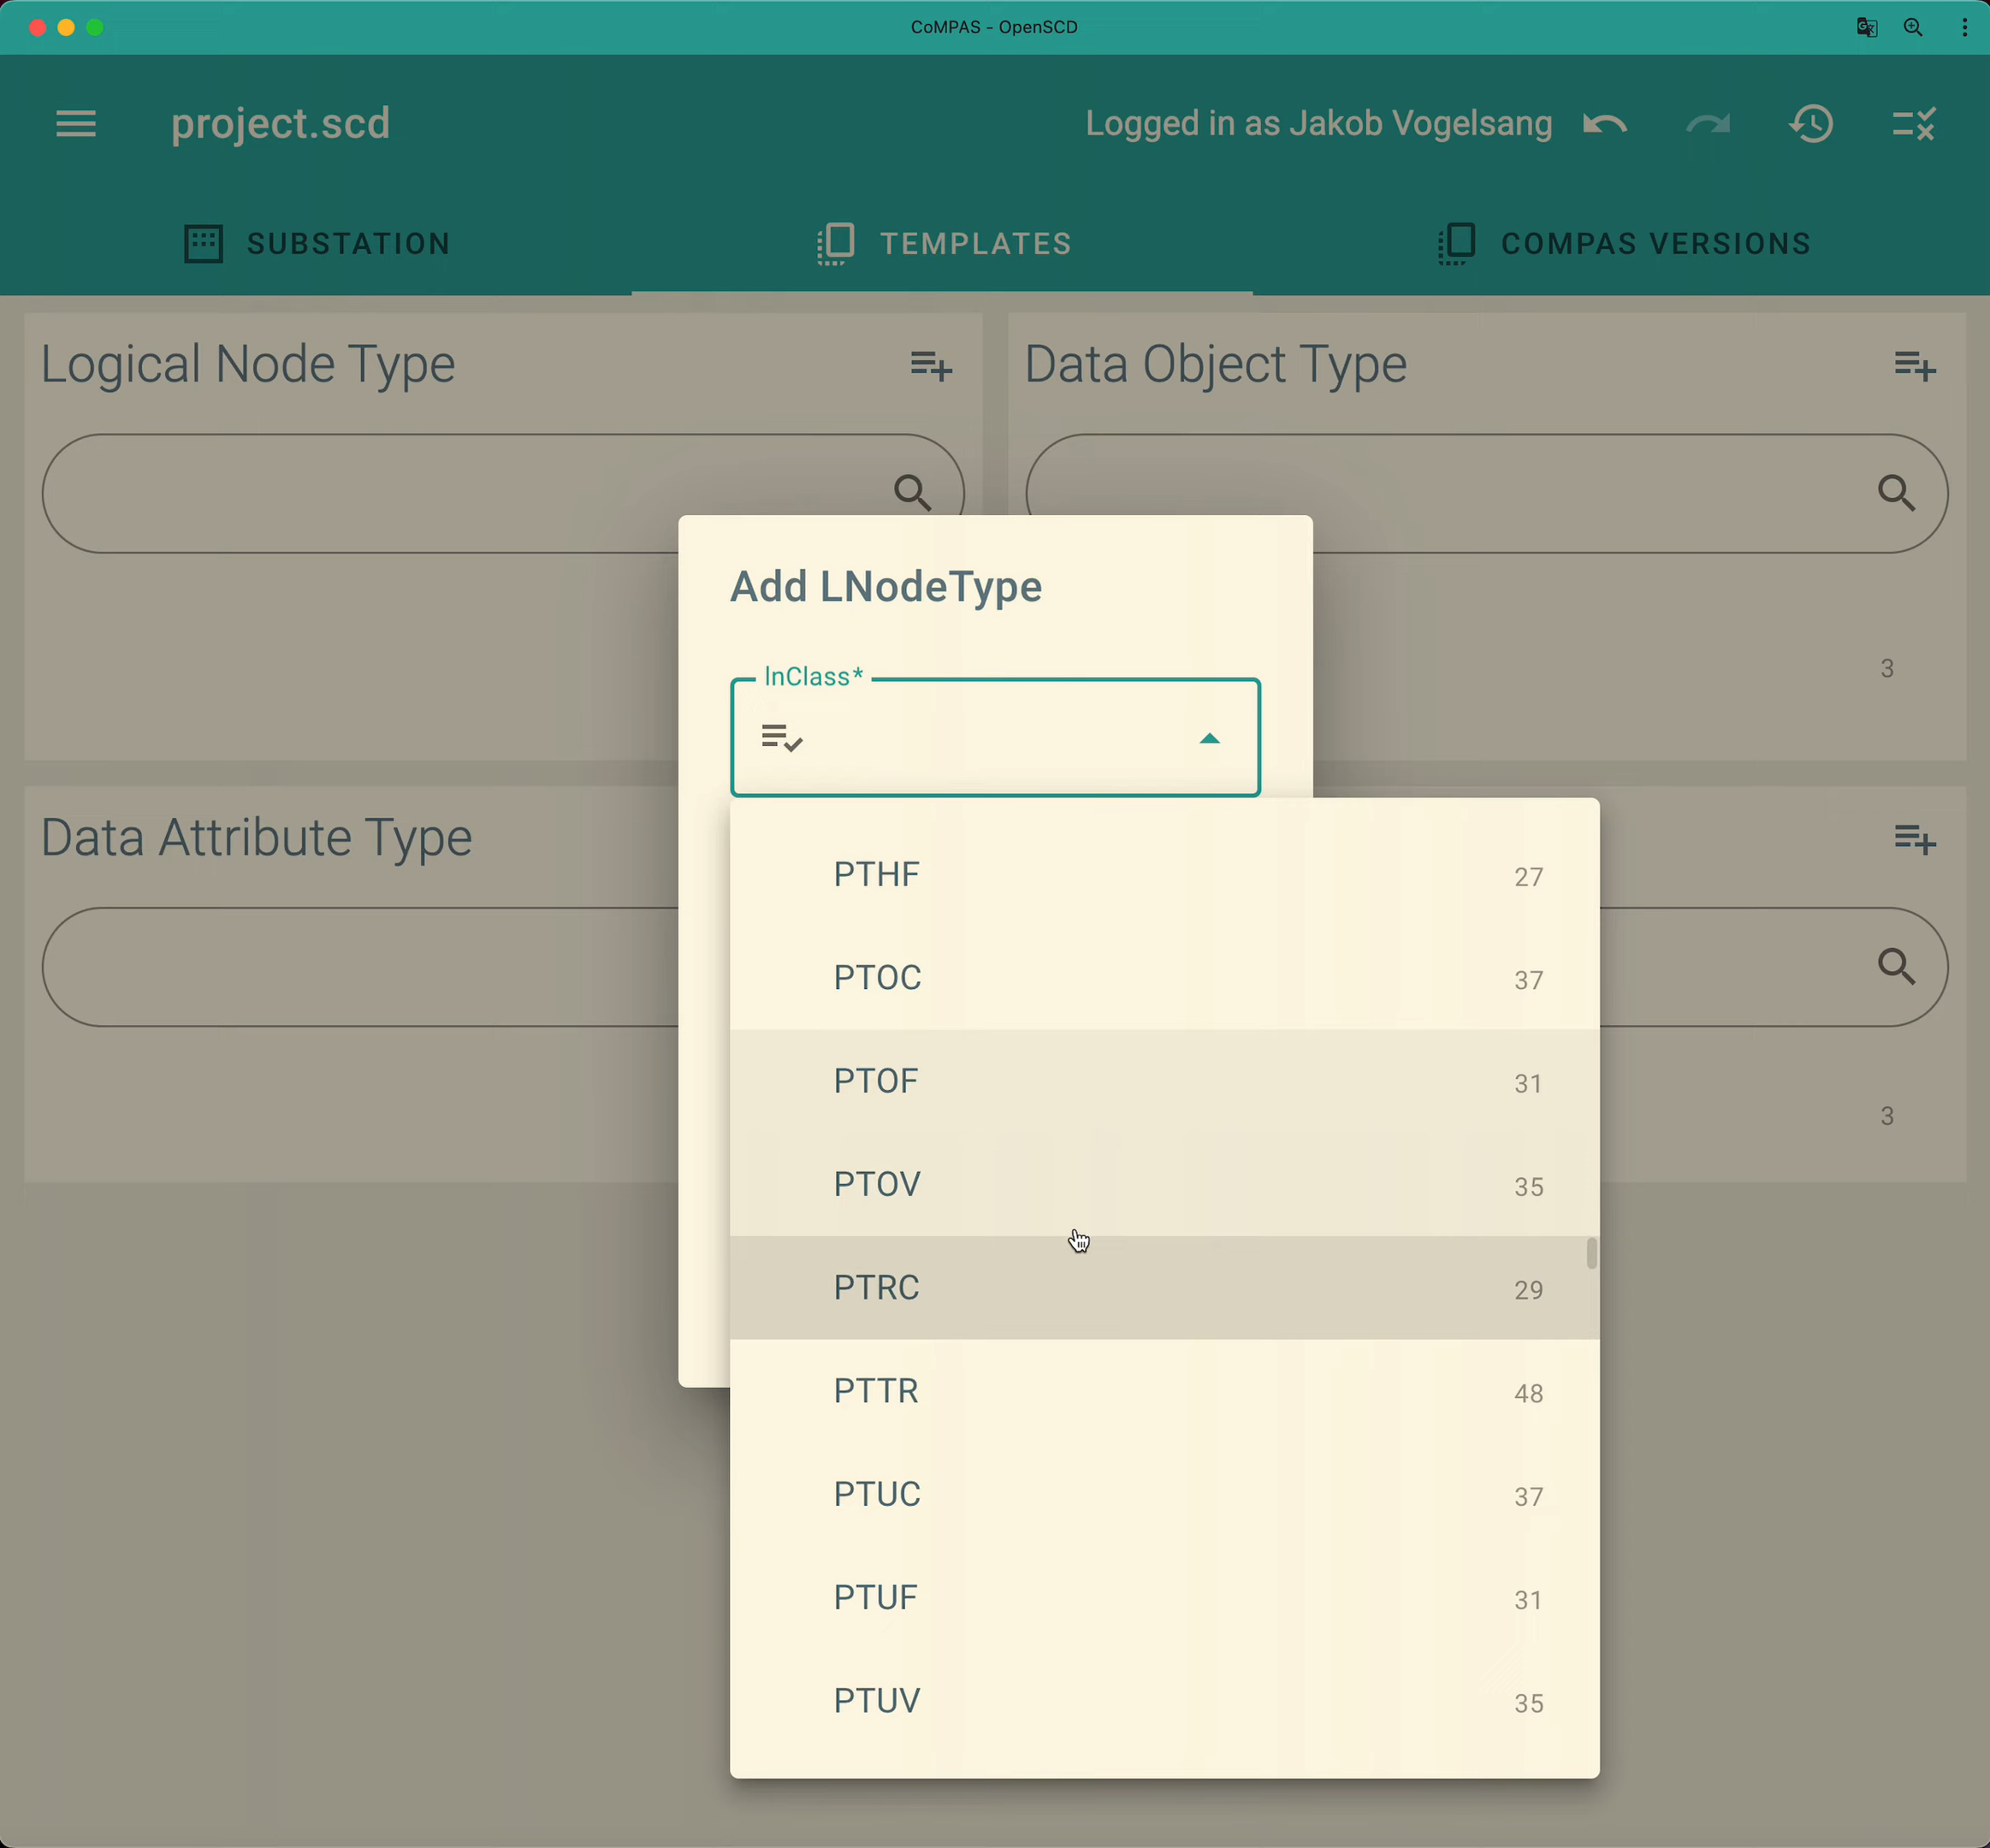 CoMPAS - OpenSCD
project.scd
Logged in as Jakob Vogelsang
SUBSTATION
TEMPLATES
COMPAS VERSIONS
Logical Node Type
Data Object Type
3
Data Attribute Type
3
Add LNodeType
lnClass*
PTHF 27
PTOC 37
PTOF 31
PTOV 35
PTRC 29
PTTR 48
PTUC 37
PTUF 31
PTUV 35